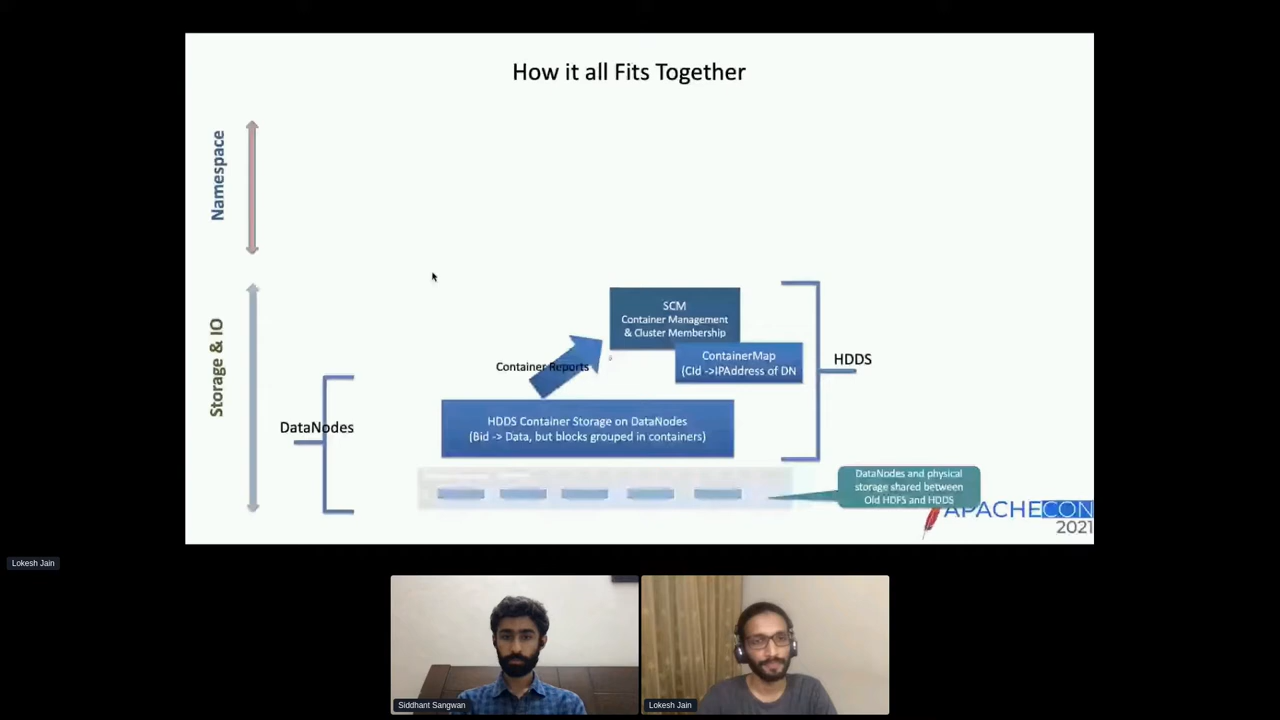 How it all Fits Together
Namespace
Storage & IO
SCM
Container Management
& Cluster Membership
ContainerMap
(CId ->IPAddress of DN
HDDS
Container Reports
DataNodes
HDDS Container Storage on DataNodes
(Bid -> Data, but blocks grouped in containers)
DataNodes and physical
storage shared between
Old HDFS and HDDS
APACHECON
2021
Lokesh Jain
Siddhant Sangwan
Lokesh Jain